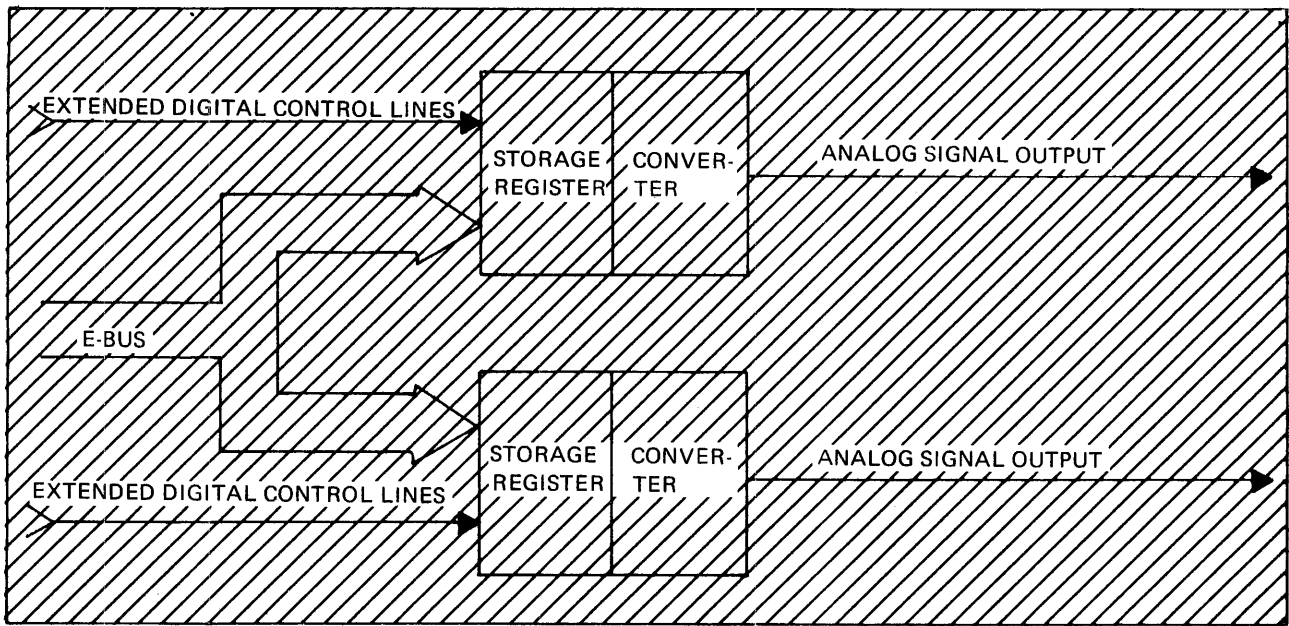 EXTENDED DIGITAL CONTROL LINES
STORAGE
REGISTER
CONVER-
TER
ANALOG SIGNAL OUTPUT
E-BUS
STORAGE
REGISTER
CONVER-
TER
ANALOG SIGNAL OUTPUT
EXTENDED DIGITAL CONTROL LINES